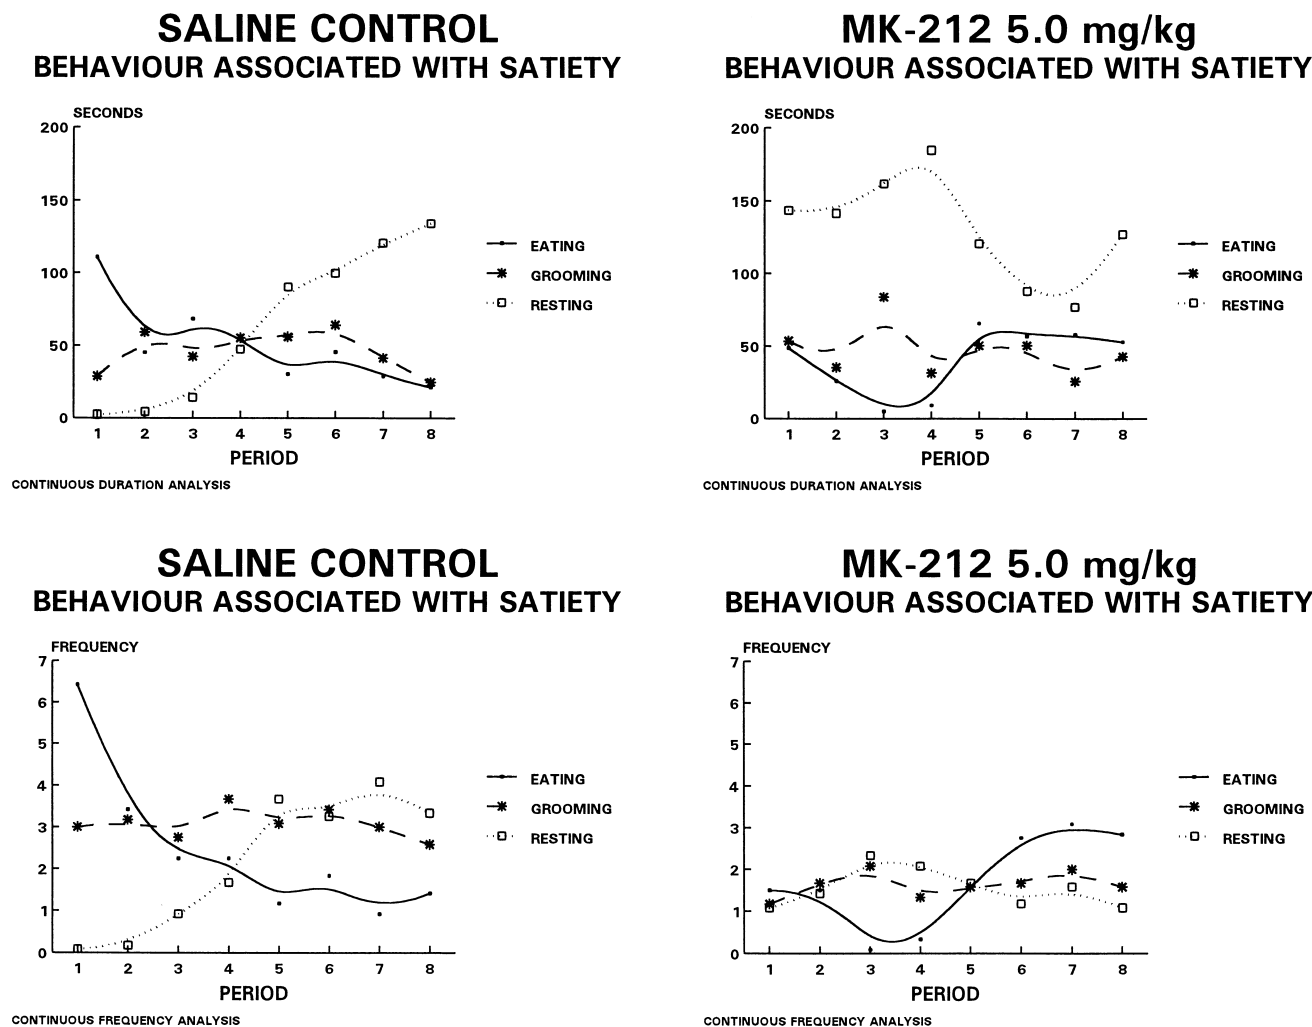 SALINE CONTROL
BEHAVIOUR ASSOCIATED WITH SATIETY
SECONDS
200
150
100
50
0
1 2 3 4 5 6 7 8
PERIOD
EATING
GROOMING
RESTING
CONTINUOUS DURATION ANALYSIS
MK-212 5.0 mg/kg
BEHAVIOUR ASSOCIATED WITH SATIETY
SECONDS
200
150
100
50
0
1 2 3 4 5 6 7 8
PERIOD
EATING
GROOMING
RESTING
CONTINUOUS DURATION ANALYSIS
SALINE CONTROL
BEHAVIOUR ASSOCIATED WITH SATIETY
FREQUENCY
7
6
5
4
3
2
1
0
1 2 3 4 5 6 7 8
PERIOD
EATING
GROOMING
RESTING
CONTINUOUS FREQUENCY ANALYSIS
MK-212 5.0 mg/kg
BEHAVIOUR ASSOCIATED WITH SATIETY
FREQUENCY
7
6
5
4
3
2
1
0
1 2 3 4 5 6 7 8
PERIOD
EATING
GROOMING
RESTING
CONTINUOUS FREQUENCY ANALYSIS